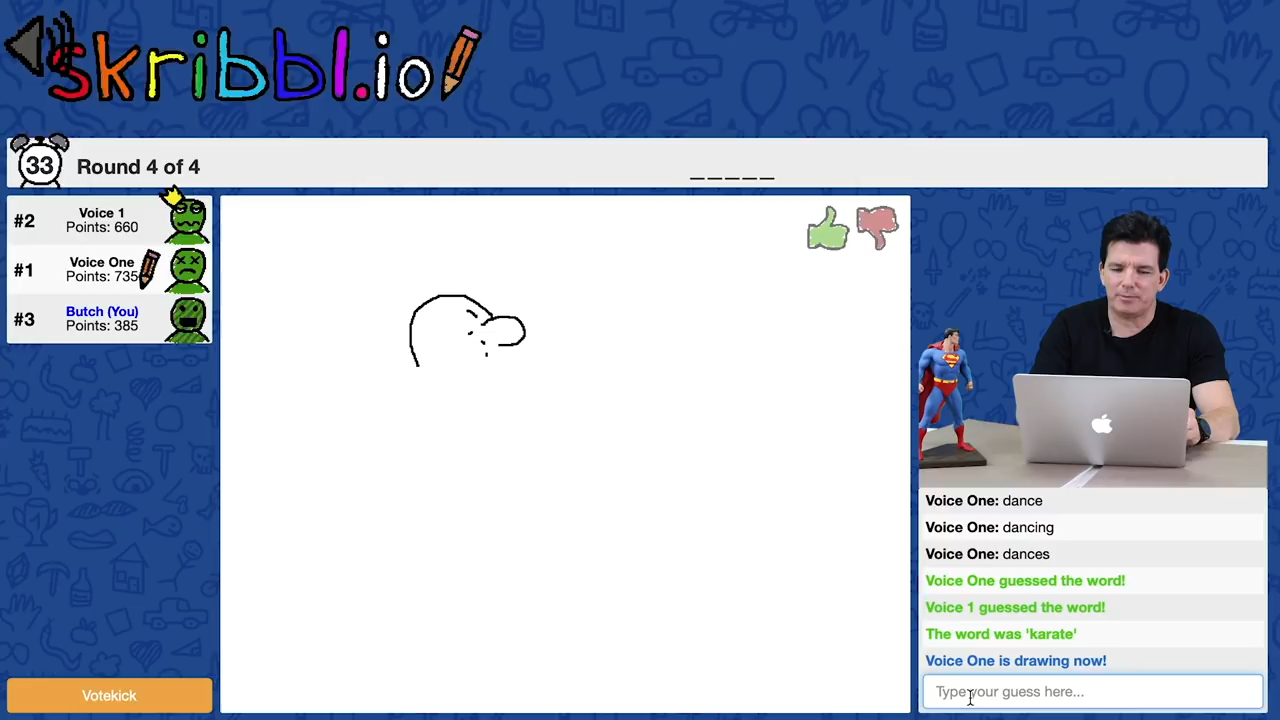 skribbl.io
33
Round 4 of 4
_ _ _ _ _
#2
Voice 1
Points: 660
#1
Voice One
Points: 735
#3
Butch (You)
Points: 385
Voice One: dance
Voice One: dancing
Voice One: dances
Voice One guessed the word!
Voice 1 guessed the word!
The word was 'karate'
Voice One is drawing now!
Type your guess here...
Votekick